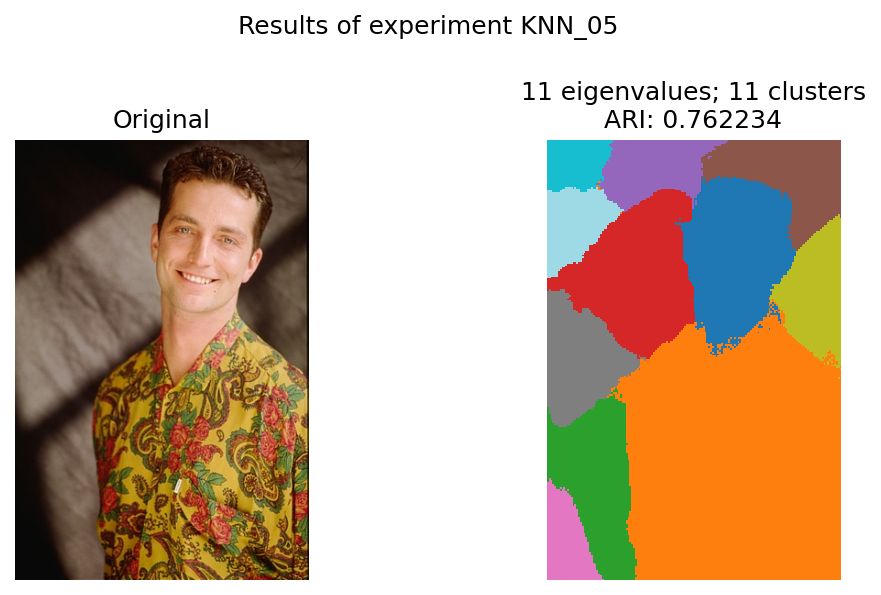 Results of experiment KNN_05
Original
11 eigenvalues; 11 clusters
ARI: 0.762234